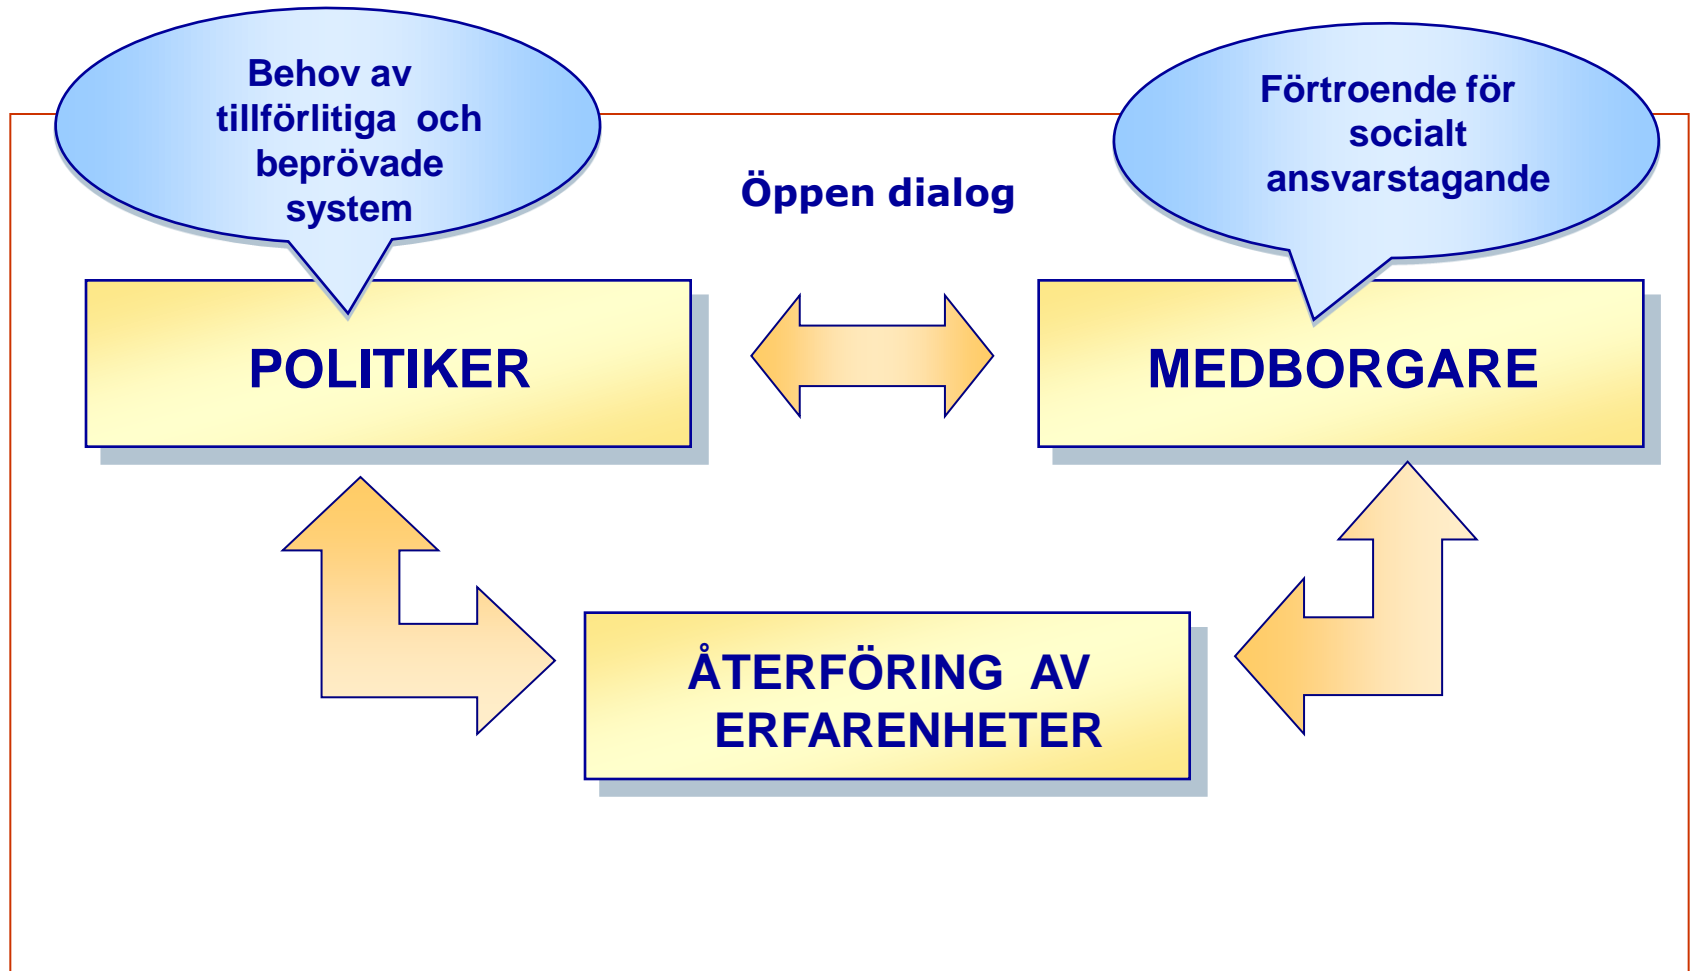 Behov av
tillförlitiga och
beprövade
system
Förtroende för
socialt
ansvarstagande
Öppen dialog
POLITIKER
MEDBORGARE
ÅTERFÖRING AV
ERFARENHETER